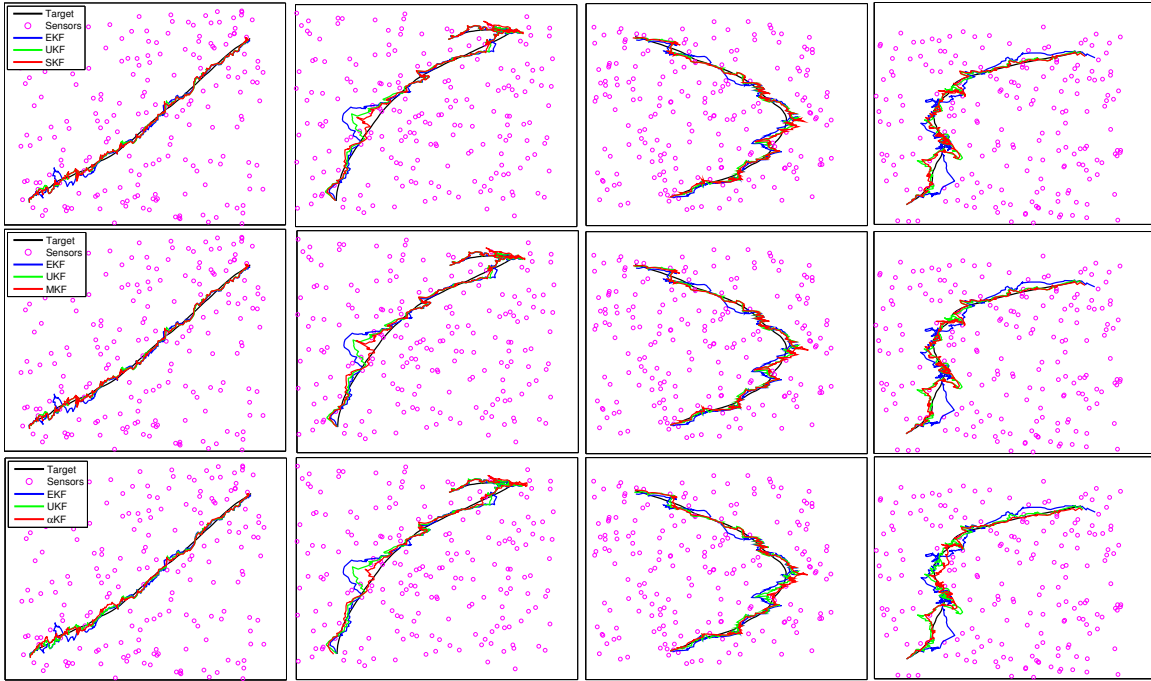 Target
Sensors
EKF
UKF
SKF
Target
Sensors
EKF
UKF
MKF
Target
Sensors
EKF
UKF
αKF